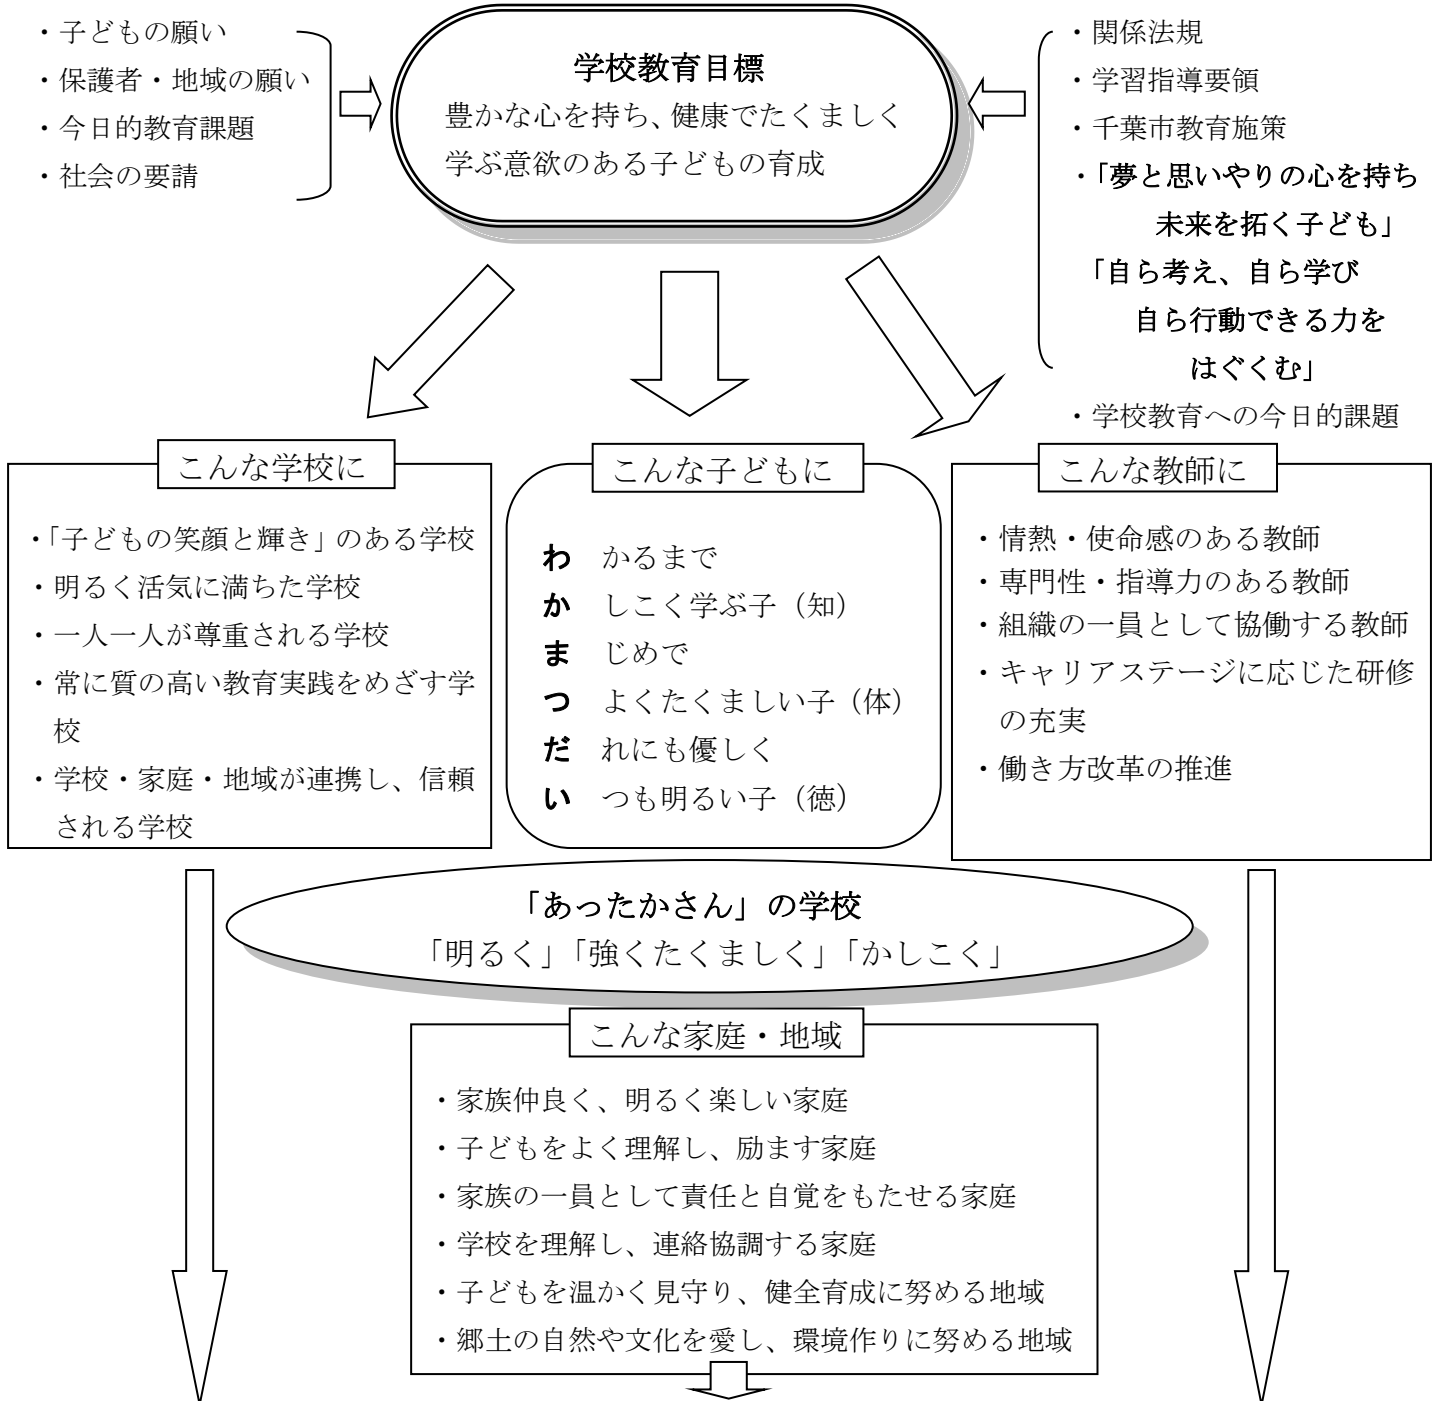 ・子どもの願い
・保護者・地域の願い
・今日的教育課題
・社会の要請
学校教育目標
豊かな心を持ち、健康でたくましく
学ぶ意欲のある子どもの育成
・関係法規
・学習指導要領
・千葉市教育施策
・「夢と思いやりの心を持ち
未来を拓く子ども」
「自ら考え、自ら学び
自ら行動できる力を
はぐくむ」
・学校教育への今日的課題
こんな学校に
・「子どもの笑顔と輝き」のある学校
・明るく活気に満ちた学校
・一人一人が尊重される学校
・常に質の高い教育実践をめざす学
校
・学校・家庭・地域が連携し、信頼
される学校
こんな子どもに
わ かるまで
か しこく学ぶ子（知）
ま じめで
つ よくたくましい子（体）
だ れにも優しく
い つも明るい子（徳）
こんな教師に
・情熱・使命感のある教師
・専門性・指導力のある教師
・組織の一員として協働する教師
・キャリアステージに応じた研修
の充実
・働き方改革の推進
「あったかさん」の学校
「明るく」「強くたくましく」「かしこく」
こんな家庭・地域
・家族仲良く、明るく楽しい家庭
・子どもをよく理解し、励ます家庭
・家族の一員として責任と自覚をもたせる家庭
・学校を理解し、連絡協調する家庭
・子どもを温かく見守り、健全育成に努める地域
・郷土の自然や文化を愛し、環境作りに努める地域